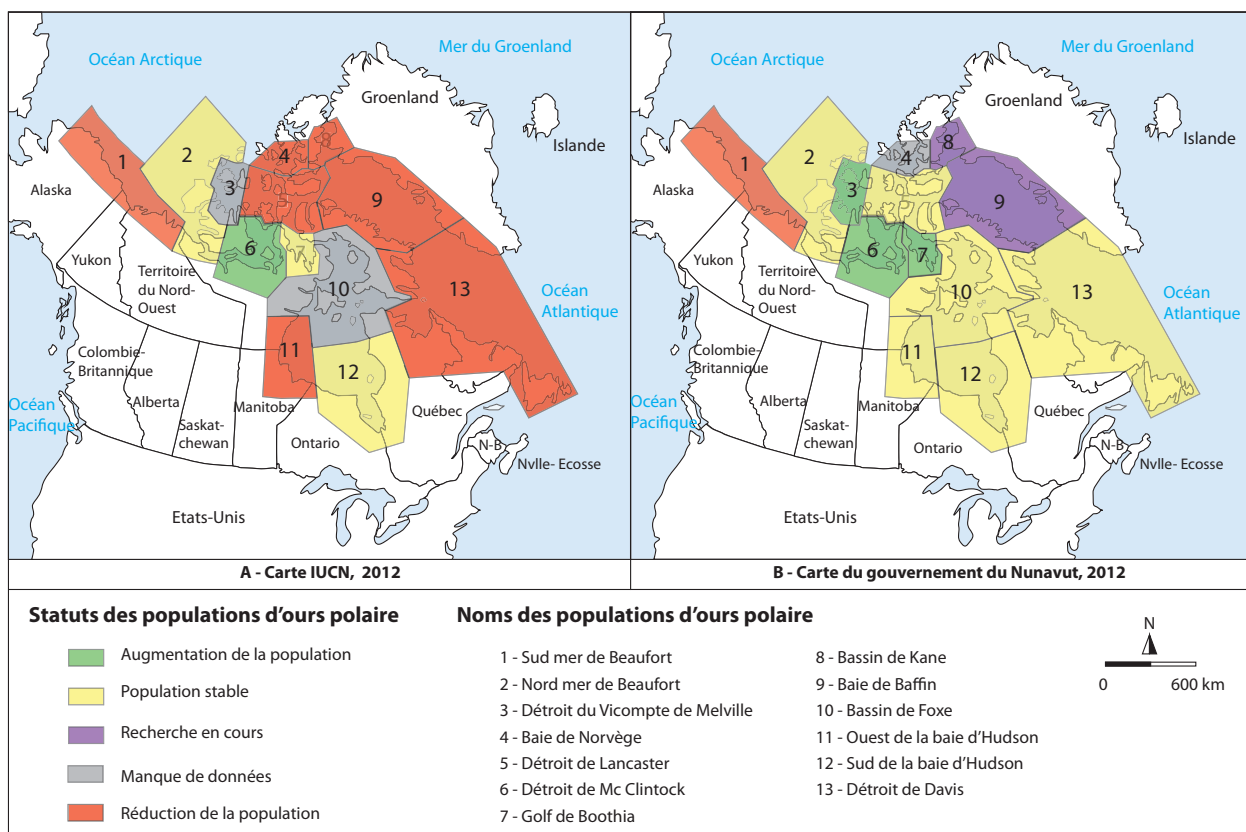 Océan Arctique
Mer du Groenland
Groenland
Islande
1
2
3
4
8
9
Alaska
6
Yukon
Territoire
du Nord-
Ouest
10
13
Océan
Atlantique
11
12
Colombie-
Britannique
Alberta
Saskat-
chewan
Manitoba
Ontario
Québec
N-B
Nvlle- Ecosse
Océan
Pacifique
Etats-Unis
A - Carte IUCN, 2012
Océan Arctique
Mer du Groenland
Groenland
Islande
1
2
3
4
8
9
Alaska
6
7
Yukon
Territoire
du Nord-
Ouest
10
13
Océan
Atlantique
11
12
Colombie-
Britannique
Alberta
Saskat-
chewan
Manitoba
Ontario
Québec
N-B
Nvlle- Ecosse
Océan
Pacifique
Etats-Unis
B - Carte du gouvernement du Nunavut, 2012
Statuts des populations d'ours polaire
Augmentation de la population
Population stable
Recherche en cours
Manque de données
Réduction de la population
Noms des populations d'ours polaire
1 - Sud mer de Beaufort
2 - Nord mer de Beaufort
3 - Détroit du Vicompte de Melville
4 - Baie de Norvège
5 - Détroit de Lancaster
6 - Détroit de Mc Clintock
7 - Golf de Boothia
8 - Bassin de Kane
9 - Baie de Baffin
10 - Bassin de Foxe
11 - Ouest de la baie d'Hudson
12 - Sud de la baie d'Hudson
13 - Détroit de Davis
N
0 600 km